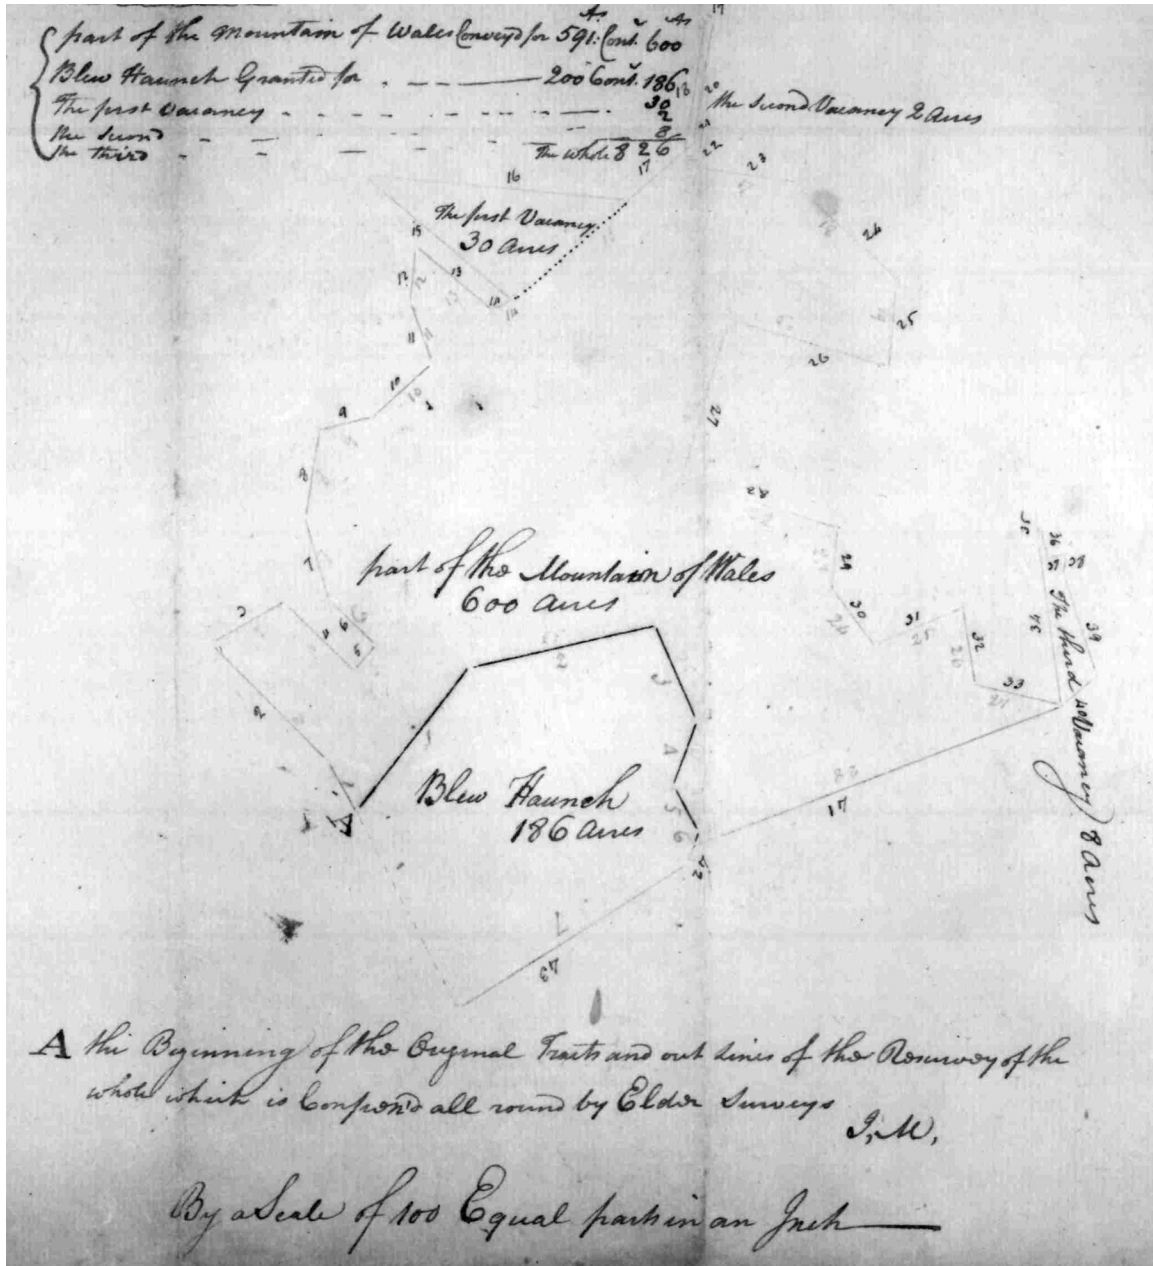 part of the Mountain of Wales Convey'd for 591: Cont. 600
Blew Haunch Granted for 200 Cont. 186
The first Vacancy 30
the Second 2
the third 8
The whole 826
the Second Vacancy 2 Acres
The first Vacancy
30 Acres
part of the Mountain of Wales
600 Acres
Blew Haunch
186 Acres
The third Vacancy 8 Acres
A the Beginning of the Original Tracts and out Lines of the Resurvey of the
whole which is Confien'd all round by Elder Surveys
J, M,
By a Scale of 100 Equal parts in an Inch